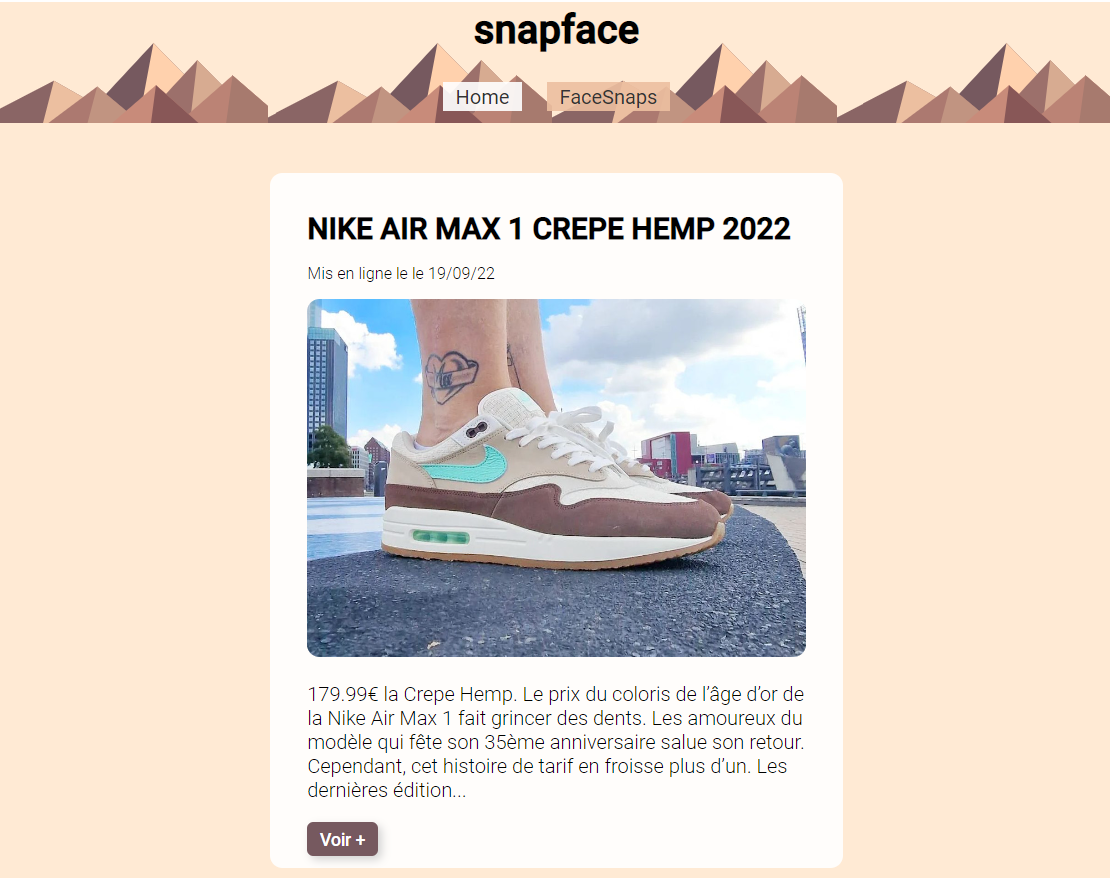 snapface
Home
FaceSnaps
NIKE AIR MAX 1 CREPE HEMP 2022
Mis en ligne le le 19/09/22
179.99€ la Crepe Hemp. Le prix du coloris de l’âge d’or de
la Nike Air Max 1 fait grincer des dents. Les amoureux du
modèle qui fête son 35ème anniversaire salue son retour.
Cependant, cet histoire de tarif en froisse plus d’un. Les
dernières édition...
Voir +